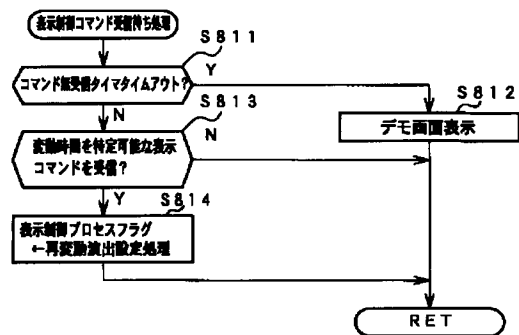 表示制御コマンド受信待ち処理
S811
コマンド無受信タイマタイムアウト?
Y
N
S812
デモ画面表示
S813
変動時間を特定可能な表示
コマンドを受信?
N
Y
S814
表示制御プロセスフラグ
←再変動演出設定処理
RET